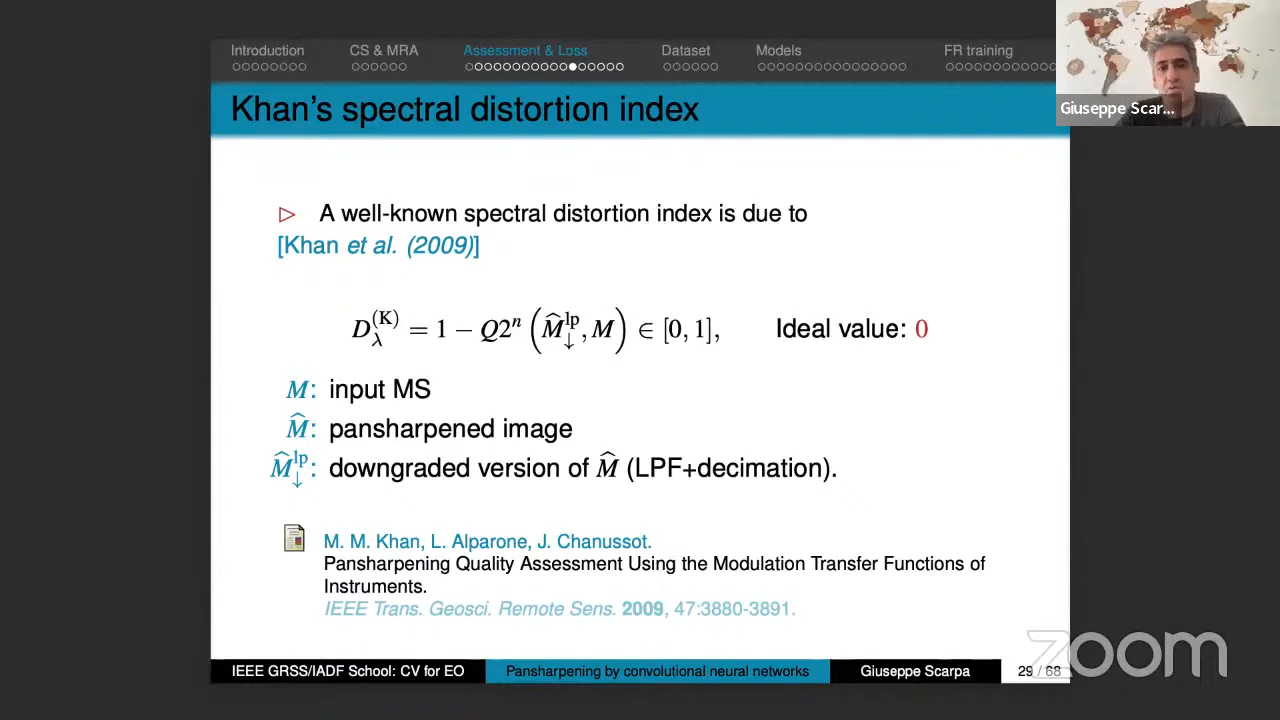 Introduction CS & MRA Assessment & Loss Dataset Models FR training
Giuseppe Scar...
Khan's spectral distortion index
▷ A well-known spectral distortion index is due to
[Khan et al. (2009)]
D_λ^(K) = 1 − Q2^n (M̂_↓^lp, M) ∈ [0, 1], Ideal value: 0
M: input MS
M̂: pansharpened image
M̂_↓^lp: downgraded version of M̂ (LPF+decimation).
M. M. Khan, L. Alparone, J. Chanussot.
Pansharpening Quality Assessment Using the Modulation Transfer Functions of
Instruments.
IEEE Trans. Geosci. Remote Sens. 2009, 47:3880-3891.
IEEE GRSS/IADF School: CV for EO Pansharpening by convolutional neural networks Giuseppe Scarpa 29 / 68
zoom